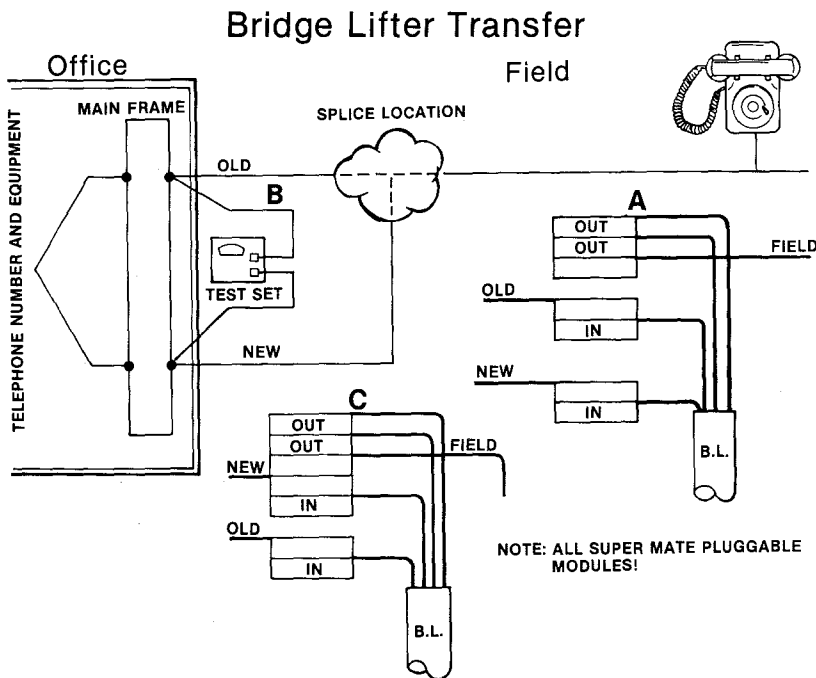 Bridge Lifter Transfer
Office
Field
MAIN FRAME
SPLICE LOCATION
TELEPHONE NUMBER AND EQUIPMENT
OLD
B
TEST SET
NEW
A
OUT
OUT
FIELD
OLD
IN
NEW
IN
B.L.
C
OUT
OUT
FIELD
NEW
IN
OLD
IN
B.L.
NOTE: ALL SUPER MATE PLUGGABLE
MODULES!